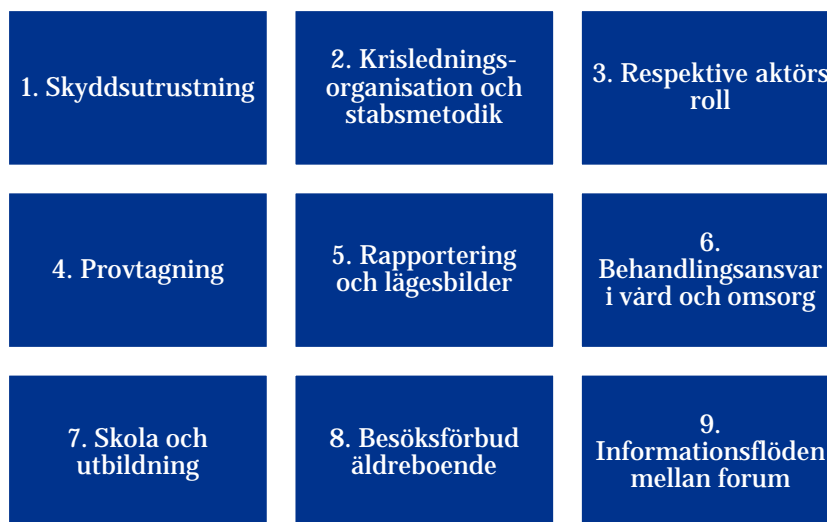 1. Skyddsutrustning
2. Krislednings-
organisation och
stabsmetodik
3. Respektive aktörs
roll
4. Provtagning
5. Rapportering
och lägesbilder
6.
Behandlingsansvar
i vård och omsorg
7. Skola och
utbildning
8. Besöksförbud
äldreboende
9.
Informationsflöden
mellan forum